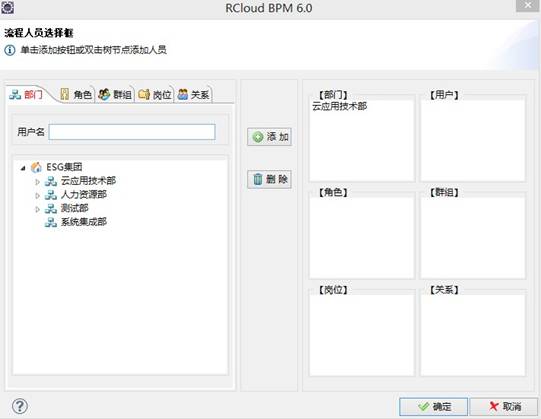 RCloud BPM 6.0
流程人员选择框
单击添加按钮或双击树节点添加人员
部门 角色 群组 岗位 关系
用户名
ESG集团
云应用技术部
人力资源部
测试部
系统集成部
添 加
删 除
【部门】 【用户】
云应用技术部
【角色】 【群组】
【岗位】 【关系】
确定 取消